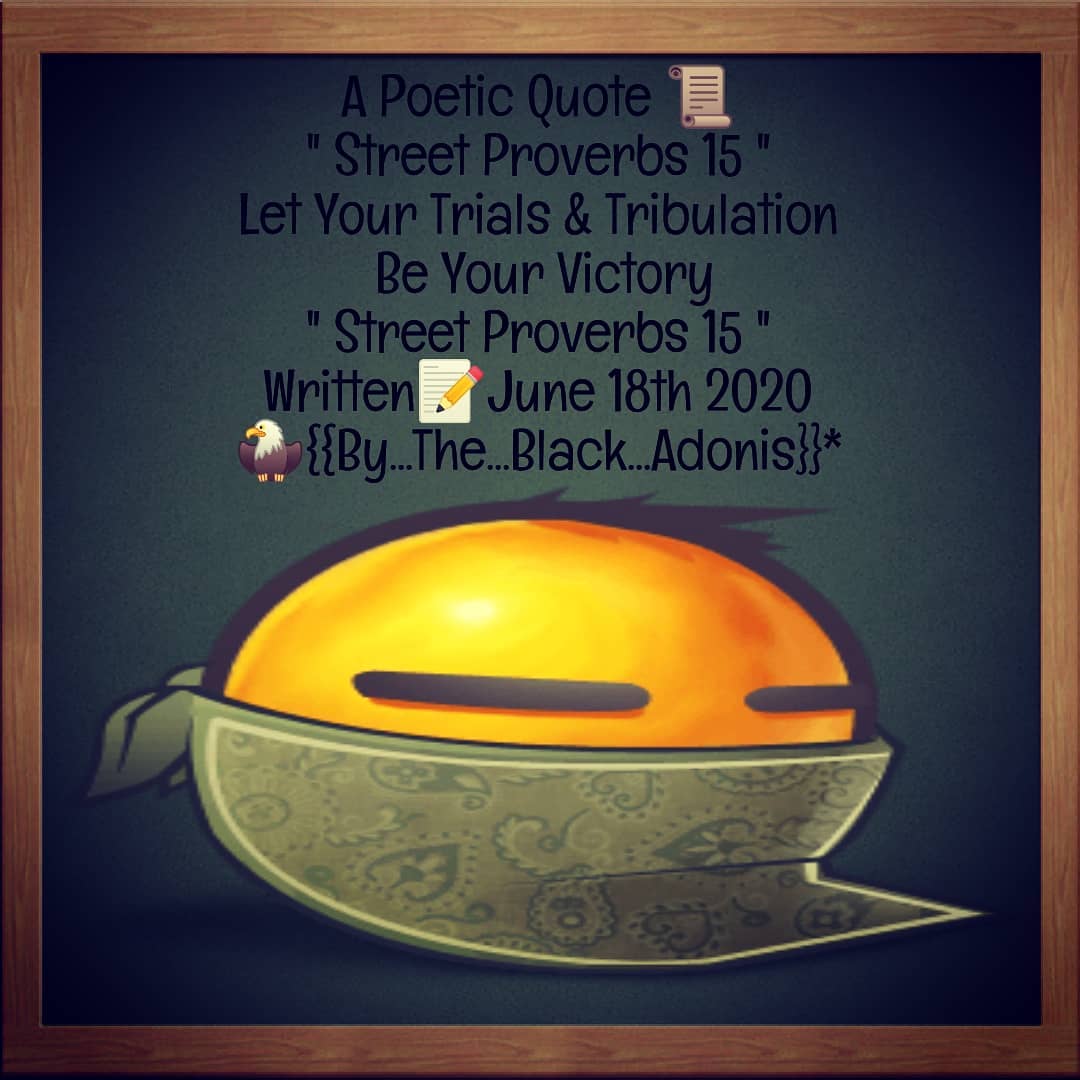 A Poetic Quote 📜
" Street Proverbs 15 "
Let Your Trials & Tribulation
Be Your Victory
" Street Proverbs 15 "
Written📝June 18th 2020
🦅{{By...The...Black...Adonis}}*